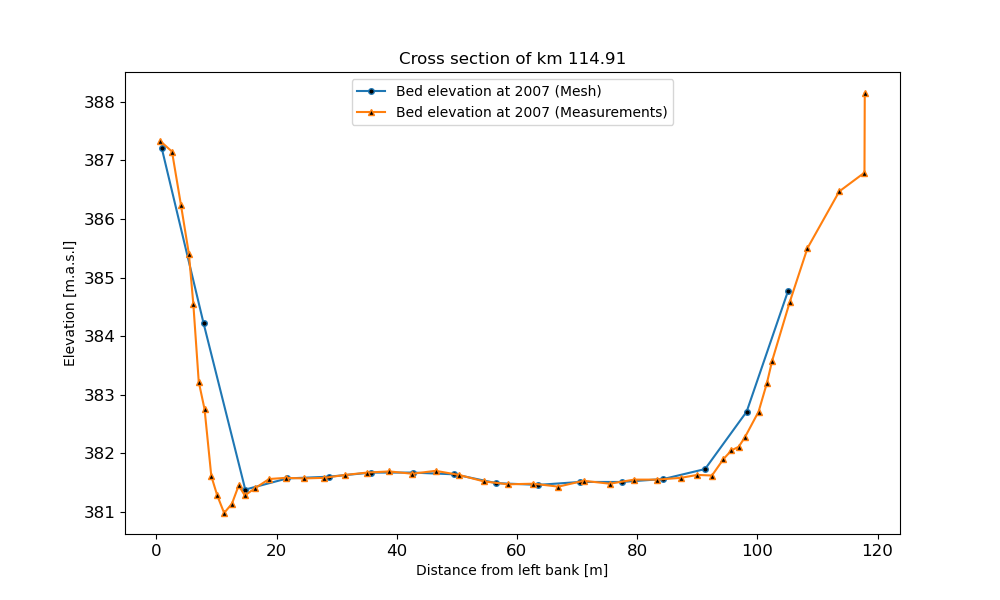 Cross section of km 114.91
Bed elevation at 2007 (Mesh)
Bed elevation at 2007 (Measurements)
Elevation [m.a.s.l]
388
387
386
385
384
383
382
381
0 20 40 60 80 100 120
Distance from left bank [m]